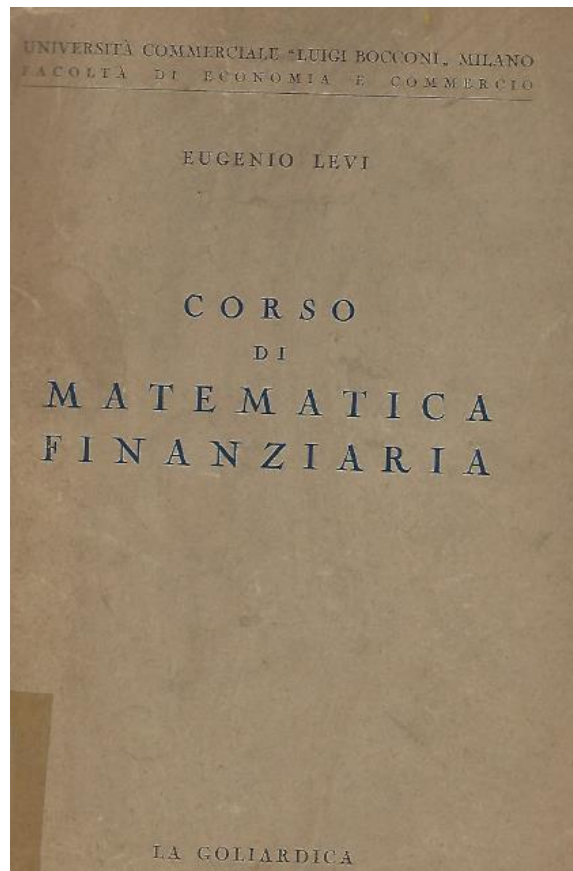 UNIVERSITÀ COMMERCIALE "LUIGI BOCCONI„ MILANO
FACOLTÀ DI ECONOMIA E COMMERCIO
EUGENIO LEVI
CORSO
DI
MATEMATICA
FINANZIARIA
LA GOLIARDICA